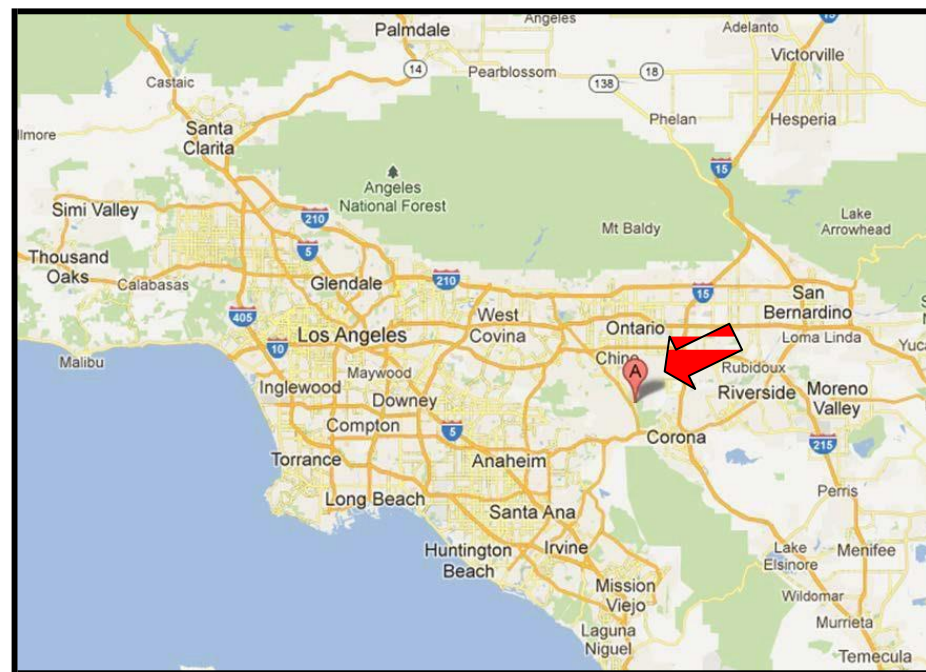 Angeles
Palmdale
Adelanto
15
Victorville
14
Pearblossom
18
138
Castaic
Phelan
Hesperia
llmore
Santa
Clarita
15
Angeles
National Forest
Simi Valley
210
Mt Baldy
Lake
Arrowhead
5
Thousand
Oaks
Calabasas
Glendale
210
15
San
Bernardino
405
West
Covina
Ontario
Los Angeles
Loma Linda
Yuca
10
Malibu
Chino
Maywood
A
Rubidoux
Inglewood
Downey
Riverside
Moreno
Valley
Compton
5
Corona
215
Torrance
Anaheim
Long Beach
Perris
Santa Ana
Huntington
Beach
Irvine
Lake
Elsinore
Menifee
Mission
Viejo
Wildomar
Murrieta
Laguna
Niguel
Temecula